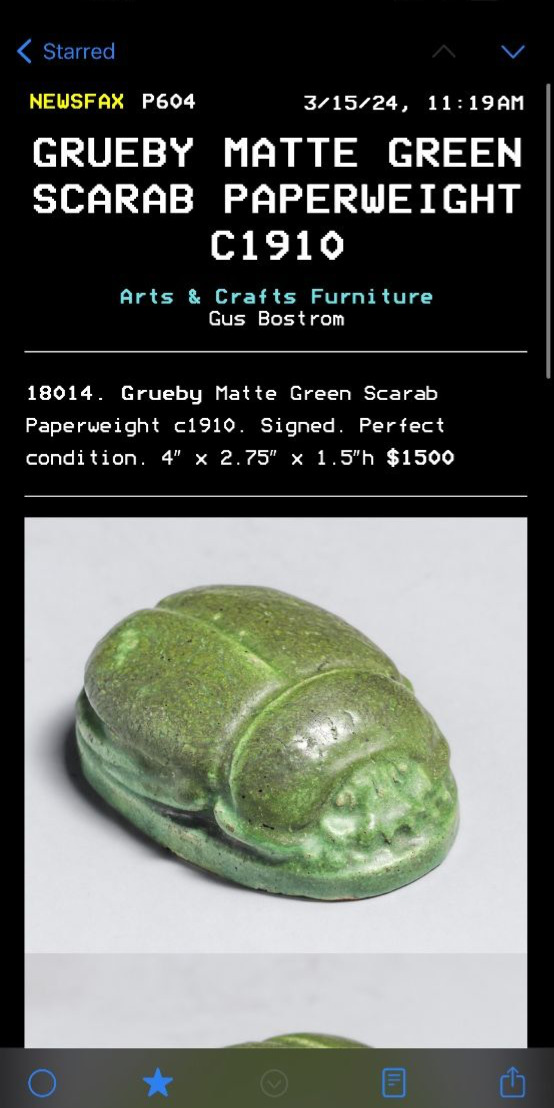 Starred
NEWSFAX P604 3/15/24, 11:19AM
GRUEBY MATTE GREEN
SCARAB PAPERWEIGHT
C1910
Arts & Crafts Furniture
Gus Bostrom
18014. Grueby Matte Green Scarab
Paperweight c1910. Signed. Perfect
condition. 4” x 2.75” x 1.5”h $1500